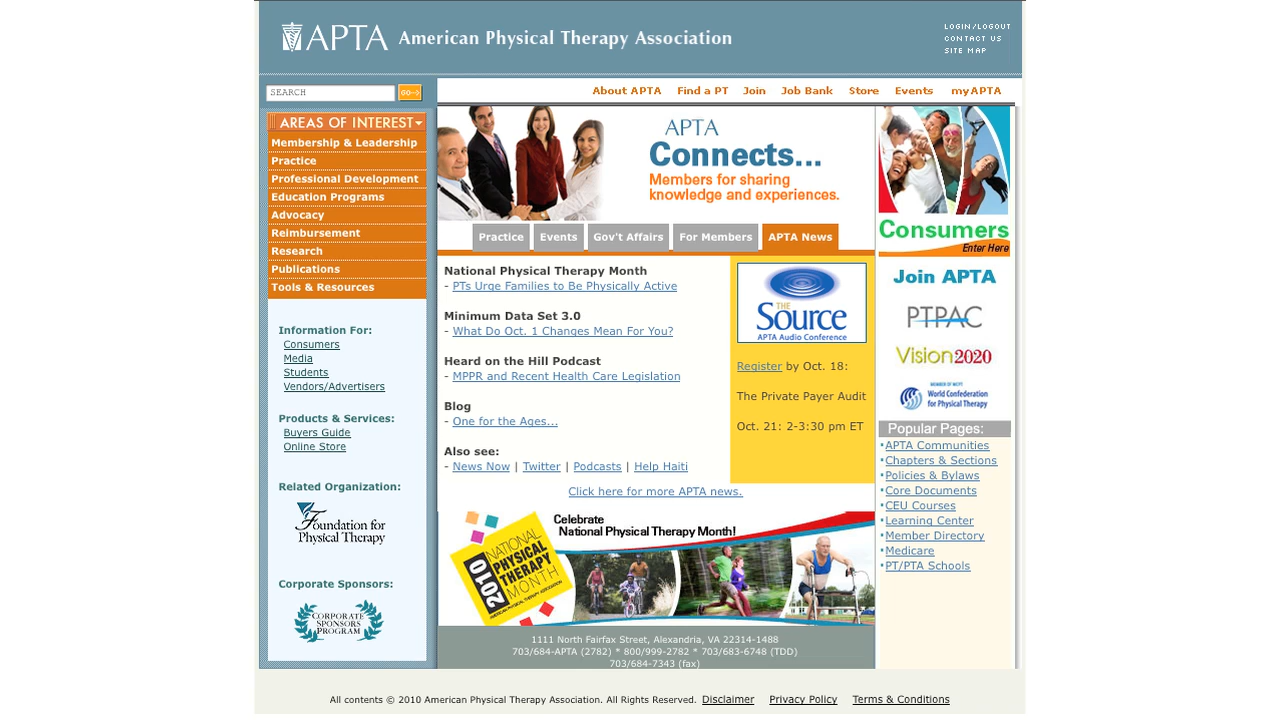 APTA American Physical Therapy Association
LOGIN/LOGOUT
CONTACT US
SITE MAP
SEARCH
GO
About APTA Find a PT Join Job Bank Store Events myAPTA
AREAS OF INTEREST
Membership & Leadership
Practice
Professional Development
Education Programs
Advocacy
Reimbursement
Research
Publications
Tools & Resources
Information For:
Consumers
Media
Students
Vendors/Advertisers
Products & Services:
Buyers Guide
Online Store
Related Organization:
Foundation for
Physical Therapy
Corporate Sponsors:
CORPORATE
SPONSORS
PROGRAM
APTA
Connects...
Members for sharing
knowledge and experiences.
Practice Events Gov't Affairs For Members APTA News
National Physical Therapy Month
- PTs Urge Families to Be Physically Active
Minimum Data Set 3.0
- What Do Oct. 1 Changes Mean For You?
Heard on the Hill Podcast
- MPPR and Recent Health Care Legislation
Blog
- One for the Ages...
Also see:
- News Now | Twitter | Podcasts | Help Haiti
THE
Source
APTA Audio Conference
Register by Oct. 18:
The Private Payer Audit
Oct. 21: 2-3:30 pm ET
Click here for more APTA news.
Celebrate
National Physical Therapy Month!
2010
NATIONAL
PHYSICAL
THERAPY
MONTH
AMERICAN PHYSICAL THERAPY ASSOCIATION
1111 North Fairfax Street, Alexandria, VA 22314-1488
703/684-APTA (2782) * 800/999-2782 * 703/683-6748 (TDD)
703/684-7343 (fax)
Consumers
Enter Here
Join APTA
PTPAC
Vision2020
MEMBER OF WCPT
World Confederation
for Physical Therapy
Popular Pages:
APTA Communities
Chapters & Sections
Policies & Bylaws
Core Documents
CEU Courses
Learning Center
Member Directory
Medicare
PT/PTA Schools
All contents © 2010 American Physical Therapy Association. All Rights Reserved. Disclaimer Privacy Policy Terms & Conditions